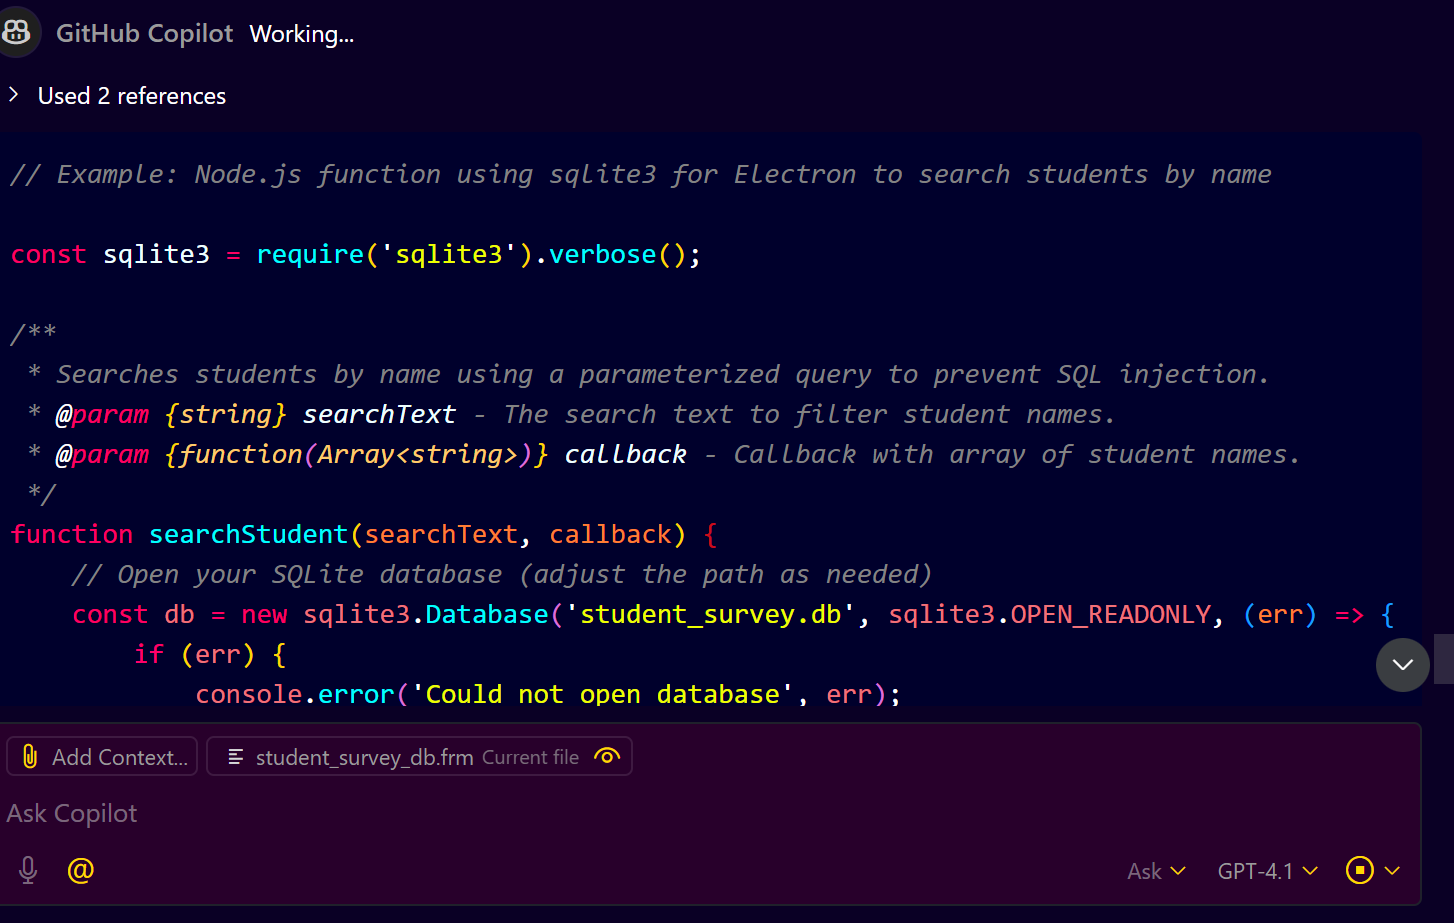 GitHub Copilot Working...
Used 2 references
// Example: Node.js function using sqlite3 for Electron to search students by name
const sqlite3 = require('sqlite3').verbose();
/**
 * Searches students by name using a parameterized query to prevent SQL injection.
 * @param {string} searchText - The search text to filter student names.
 * @param {function(Array<string>)} callback - Callback with array of student names.
 */
function searchStudent(searchText, callback) {
    // Open your SQLite database (adjust the path as needed)
    const db = new sqlite3.Database('student_survey.db', sqlite3.OPEN_READONLY, (err) => {
        if (err) {
            console.error('Could not open database', err);
Add Context...
student_survey_db.frm Current file
Ask Copilot
@
Ask
GPT-4.1